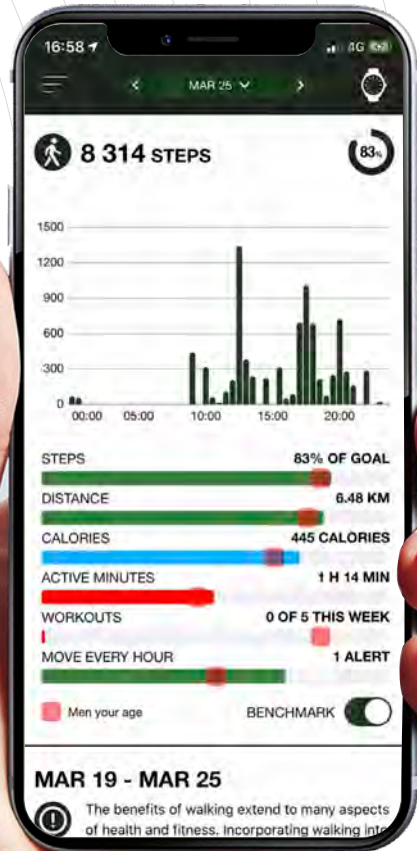 16:58
4G
MAR 25
8 314 STEPS
83%
1500
1200
900
600
300
0
00:00 05:00 10:00 15:00 20:00
STEPS 83% OF GOAL
DISTANCE 6.48 KM
CALORIES 445 CALORIES
ACTIVE MINUTES 1 H 14 MIN
WORKOUTS 0 OF 5 THIS WEEK
MOVE EVERY HOUR 1 ALERT
Men your age BENCHMARK
MAR 19 - MAR 25
The benefits of walking extend to many aspects
of health and fitness. Incorporating walking